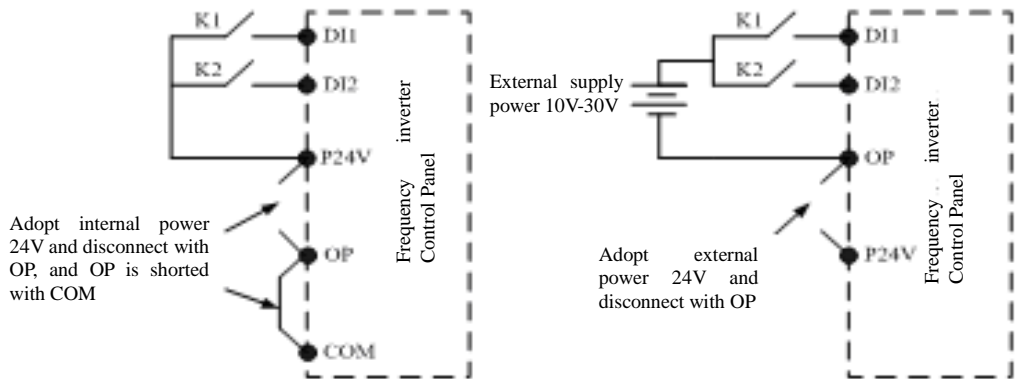 K1
DI1
K2
DI2
P24V
Adopt internal power
24V and disconnect with
OP, and OP is shorted
with COM
OP
COM
Frequency inverter
Control Panel
K1
DI1
K2
DI2
External supply
power 10V-30V
OP
Adopt external
power 24V and
disconnect with OP
P24V
Frequency inverter
Control Panel